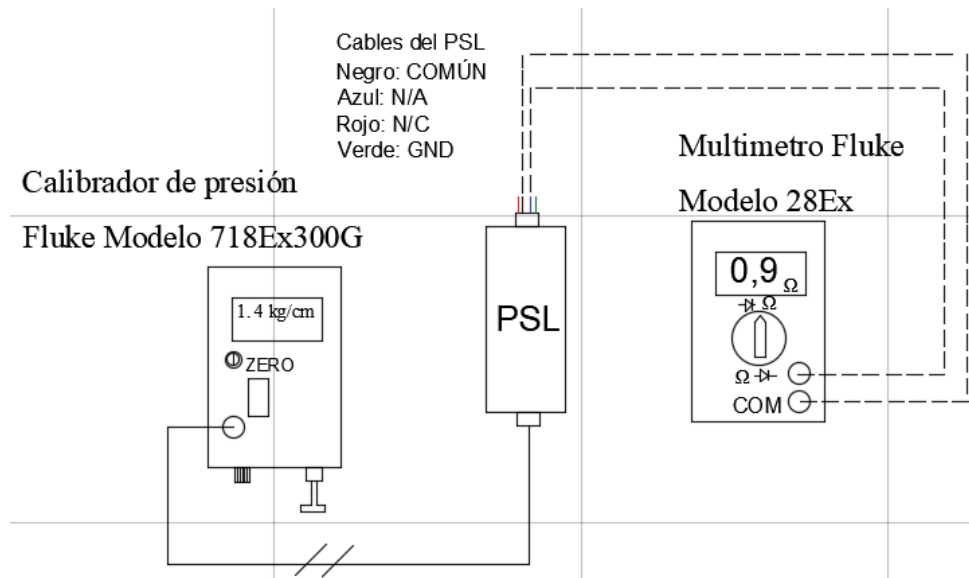 Cables del PSL
Negro: COMÚN
Azul: N/A
Rojo: N/C
Verde: GND
Calibrador de presión
Fluke Modelo 718Ex300G
1.4 kg/cm
ZERO
PSL
Multimetro Fluke
Modelo 28Ex
0,9 Ω
Ω
Ω
COM